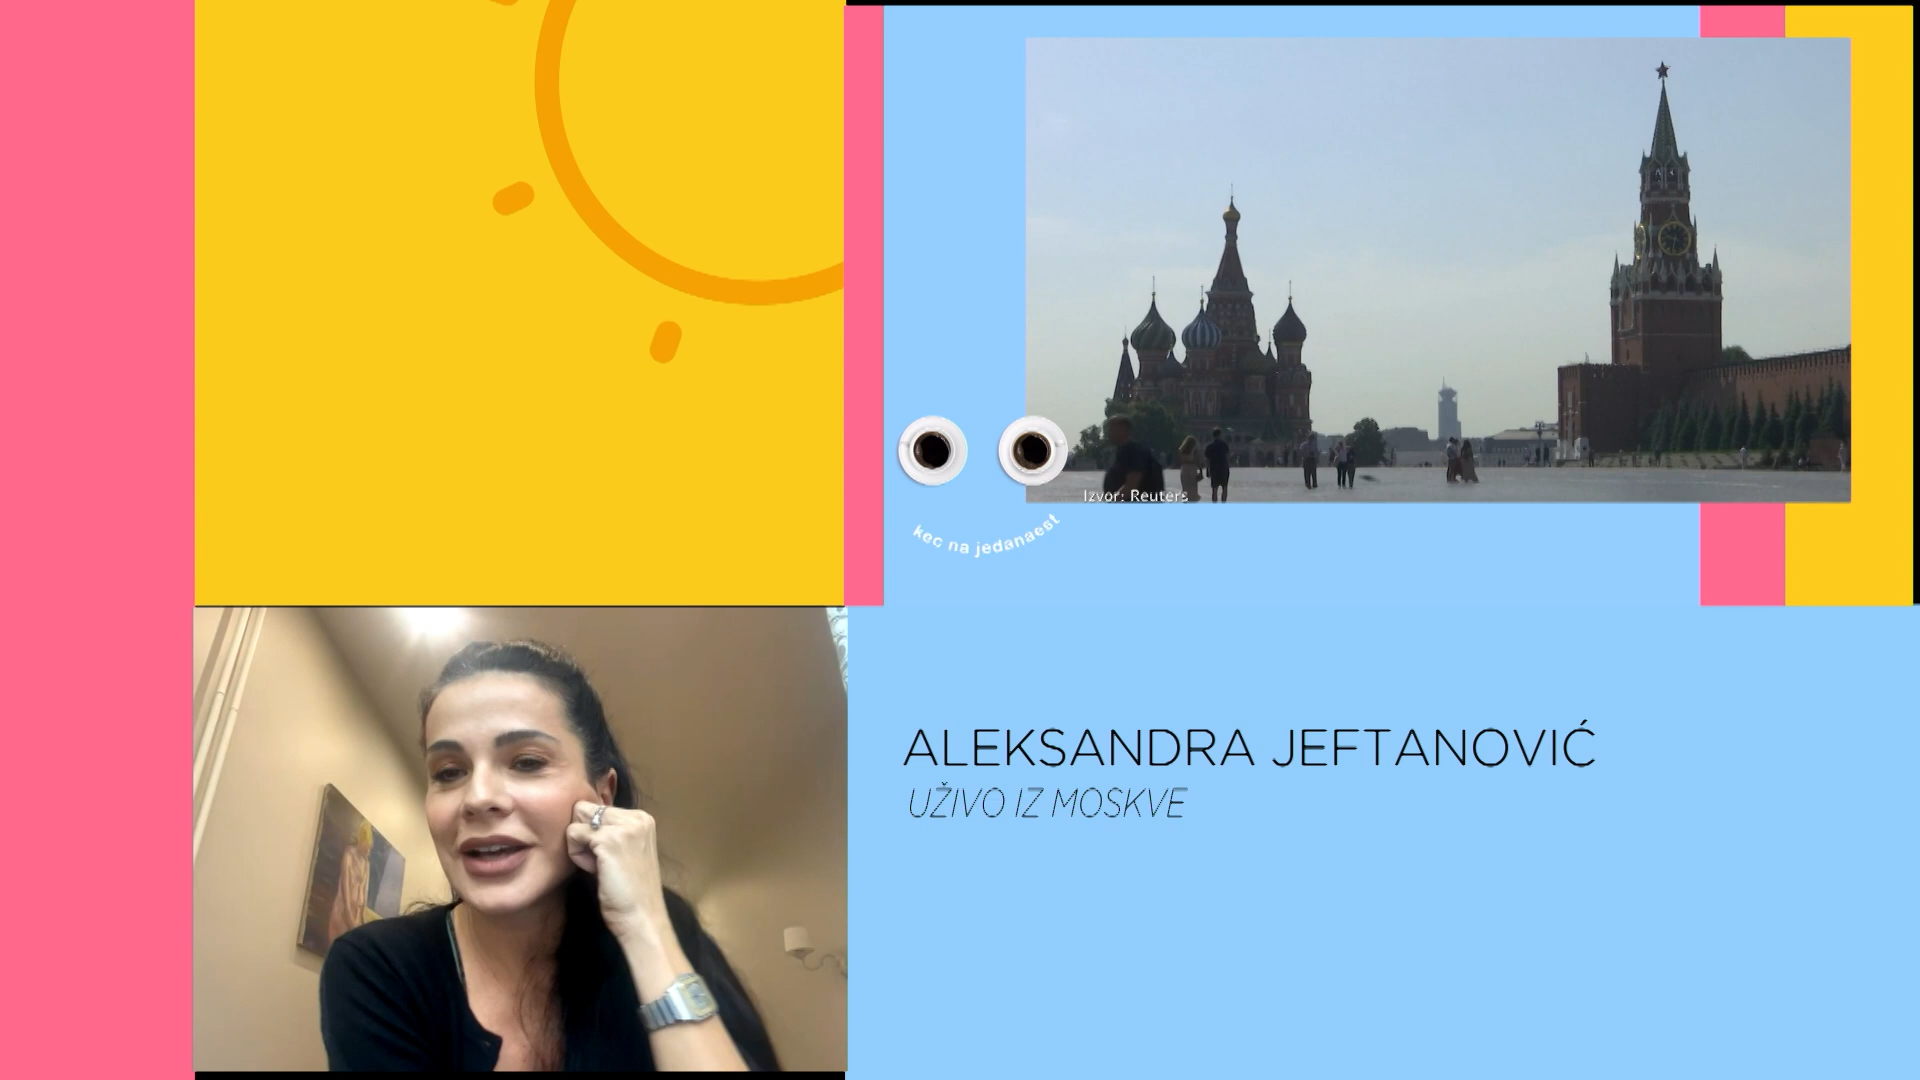 Izvor: Reuters
kec na jedanaest
ALEKSANDRA JEFTANOVIĆ
UŽIVO IZ MOSKVE